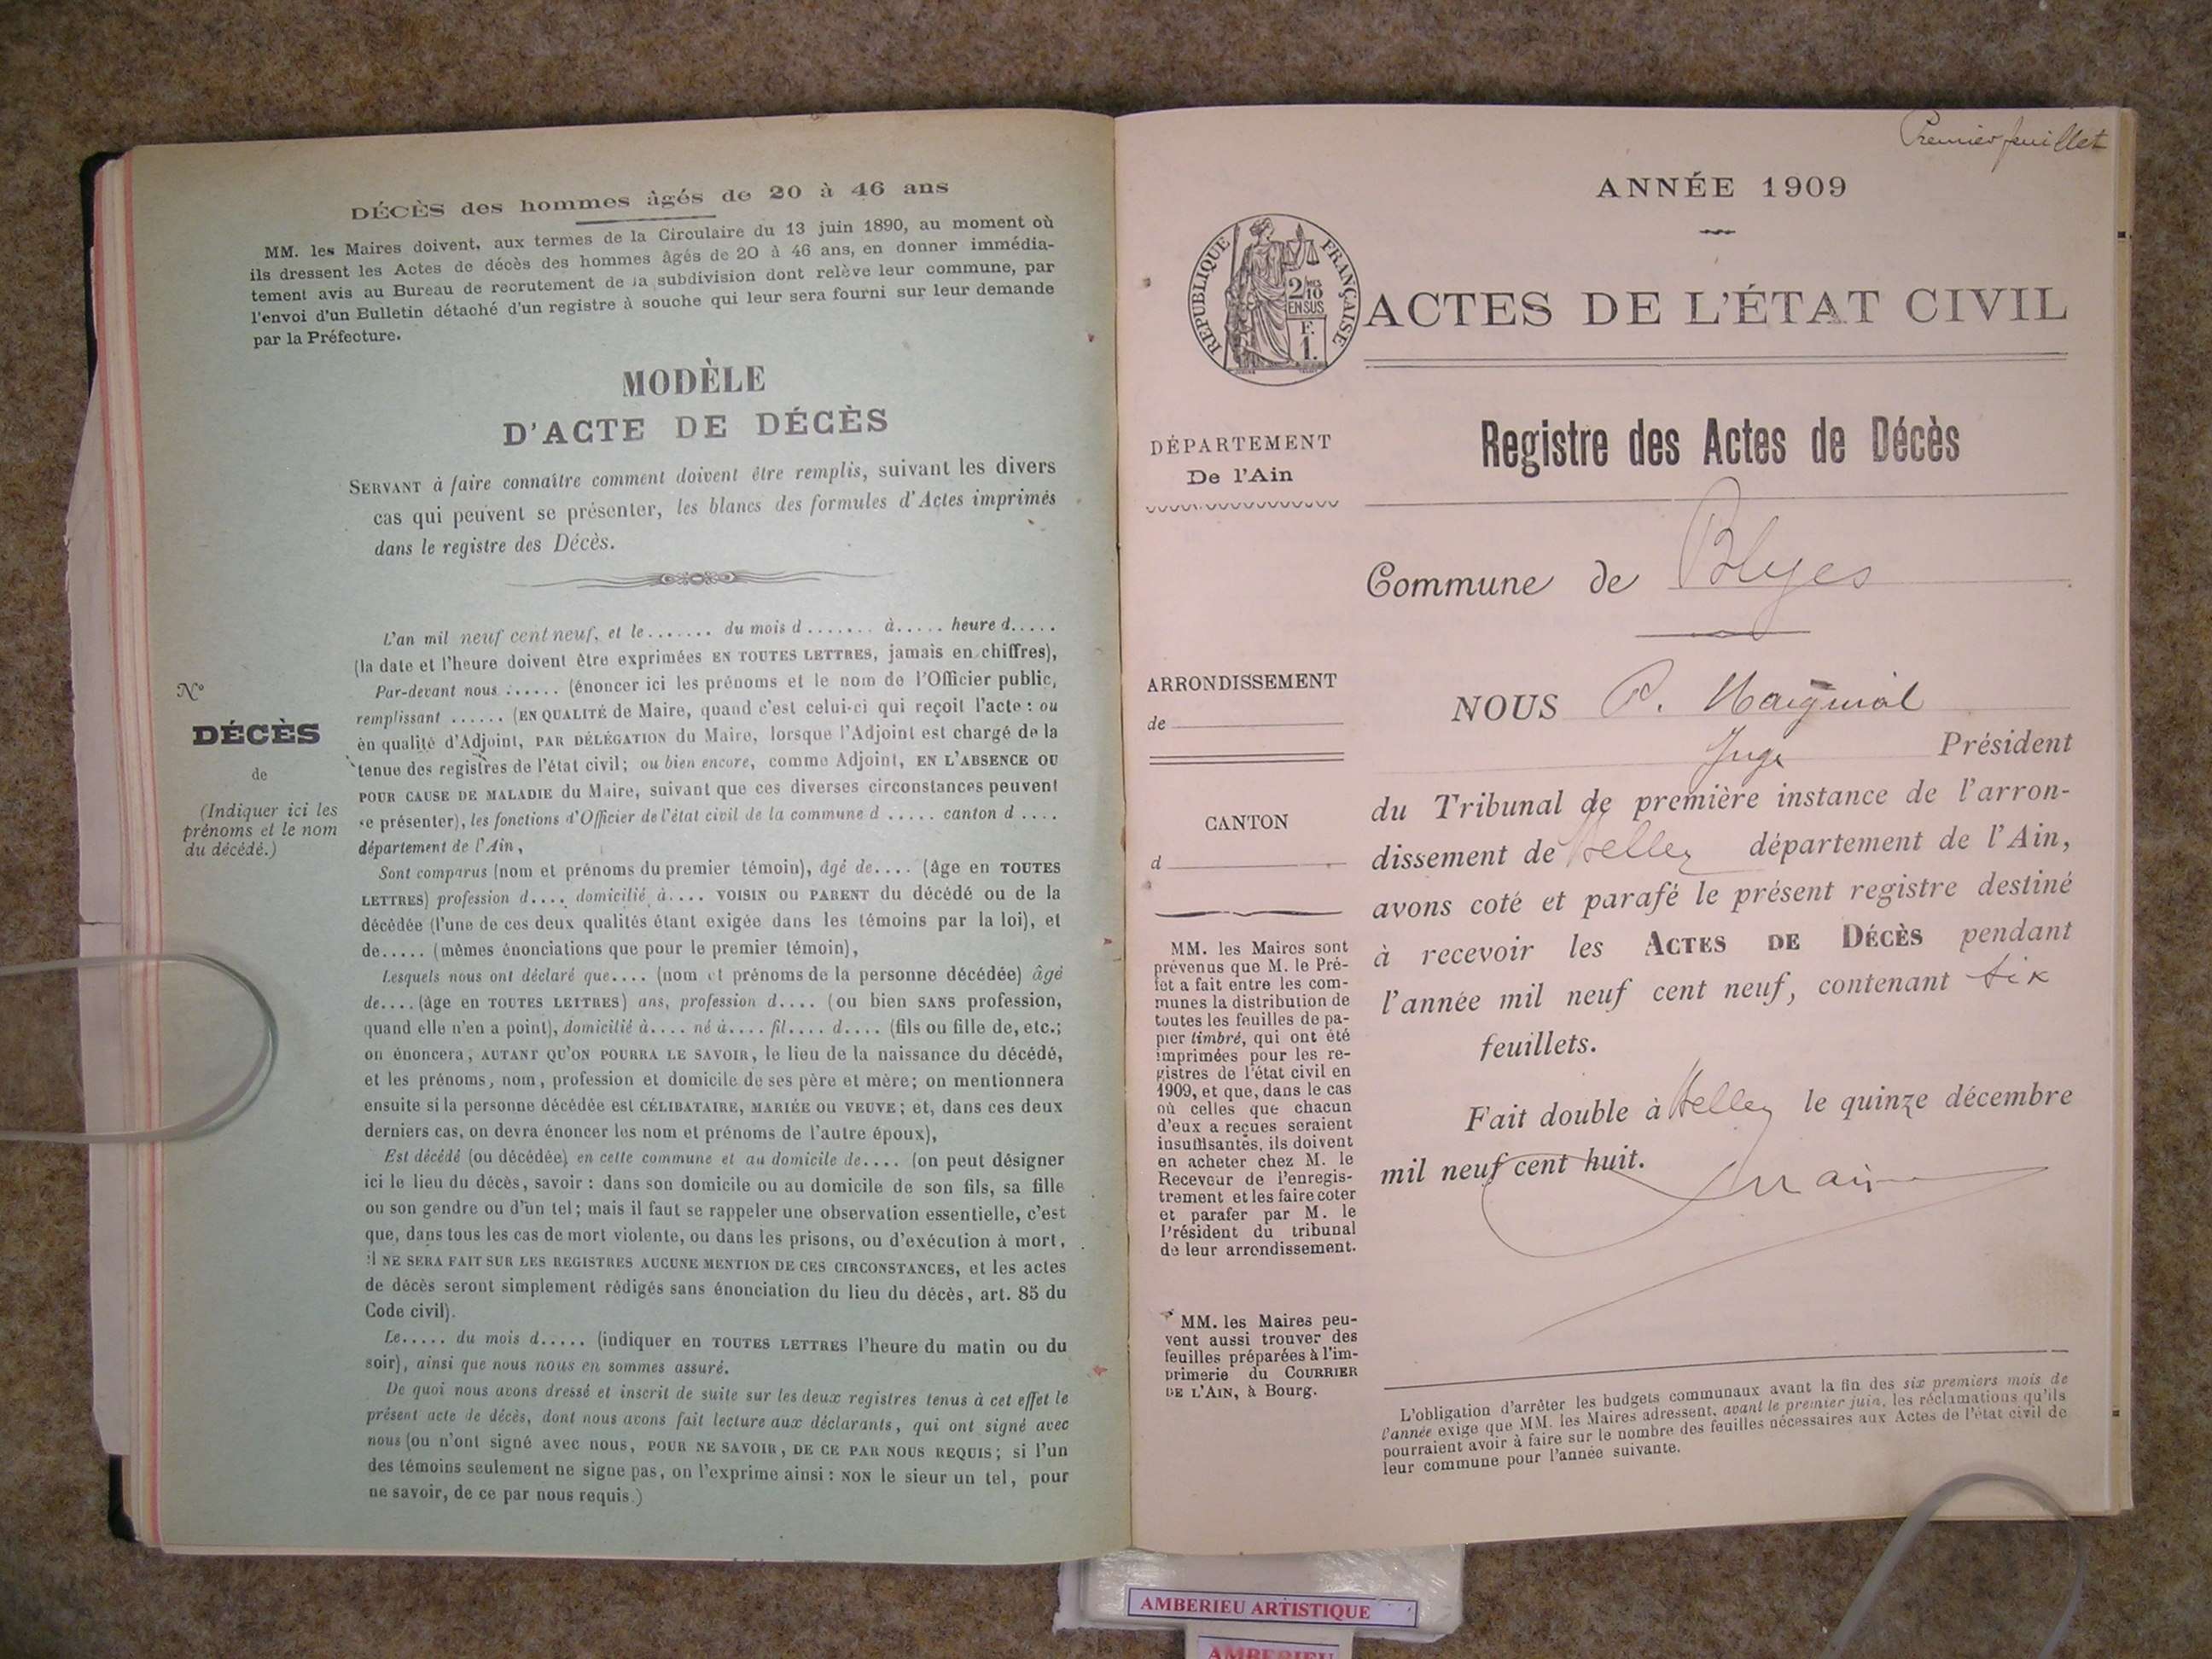 DÉCÈS des hommes âgés de 20 à 46 ans
MM. les Maires doivent, aux termes de la Circulaire du 13 juin 1890, au moment où
ils dressent les Actes de décès des hommes âgés de 20 à 46 ans, en donner immédia-
tement avis au Bureau de recrutement de la subdivision dont relève leur commune, par
l'envoi d'un Bulletin détaché d'un registre à souche qui leur sera fourni sur leur demande
par la Préfecture.
MODÈLE
D'ACTE DE DÉCÈS
SERVANT à faire connaître comment doivent être remplis, suivant les divers
cas qui peuvent se présenter, les blancs des formules d'Actes imprimés
dans le registre des Décès.
N°
DÉCÈS
de
(Indiquer ici les
prénoms et le nom
du décédé.)
L'an mil neuf cent neuf, et le ....... du mois d ....... à ..... heure d.....
(la date et l'heure doivent être exprimées EN TOUTES LETTRES, jamais en chiffres),
Par-devant nous ...... (énoncer ici les prénoms et le nom de l'Officier public,
remplissant ...... (EN QUALITÉ de Maire, quand c'est celui-ci qui reçoit l'acte : ou
en qualité d'Adjoint, PAR DÉLÉGATION du Maire, lorsque l'Adjoint est chargé de la
tenue des registres de l'état civil; ou bien encore, comme Adjoint, EN L'ABSENCE OU
POUR CAUSE DE MALADIE du Maire, suivant que ces diverses circonstances peuvent
se présenter), les fonctions d'Officier de l'état civil de la commune d ..... canton d ....
département de l'Ain,
Sont comparus (nom et prénoms du premier témoin), âgé de.... (âge en TOUTES
LETTRES) profession d.... domicilié à.... VOISIN OU PARENT du décédé ou de la
décédée (l'une de ces deux qualités étant exigée dans les témoins par la loi), et
de..... (mêmes énonciations que pour le premier témoin),
Lesquels nous ont déclaré que.... (nom et prénoms de la personne décédée) âgé
de.... (âge en TOUTES LETTRES) ans, profession d.... (ou bien SANS profession,
quand elle n'en a point), domicilié à.... né à.... fil.... d.... (fils ou fille de, etc.;
on énoncera, AUTANT QU'ON POURRA LE SAVOIR, le lieu de la naissance du décédé,
et les prénoms, nom, profession et domicile de ses père et mère; on mentionnera
ensuite si la personne décédée est CÉLIBATAIRE, MARIÉE OU VEUVE; et, dans ces deux
derniers cas, on devra énoncer les nom et prénoms de l'autre époux),
Est décédé (ou décédée) en cette commune et au domicile de.... (on peut désigner
ici le lieu du décès, savoir : dans son domicile ou au domicile de son fils, sa fille
ou son gendre ou d'un tel; mais il faut se rappeler une observation essentielle, c'est
que, dans tous les cas de mort violente, ou dans les prisons, ou d'exécution à mort,
il NE SERA FAIT SUR LES REGISTRES AUCUNE MENTION DE CES CIRCONSTANCES, et les actes
de décès seront simplement rédigés sans énonciation du lieu du décès, art. 85 du
Code civil).
Le..... du mois d..... (indiquer en TOUTES LETTRES l'heure du matin ou du
soir), ainsi que nous nous en sommes assuré.
De quoi nous avons dressé et inscrit de suite sur les deux registres tenus à cet effet le
présent acte de décès, dont nous avons fait lecture aux déclarants, qui ont signé avec
nous (ou n'ont signé avec nous, POUR NE SAVOIR, DE CE PAR NOUS REQUIS; si l'un
des témoins seulement ne signe pas, on l'exprime ainsi : NON le sieur un tel, pour
ne savoir, de ce par nous requis.)
Premier feuillet
ANNÉE 1909
RÉPUBLIQUE FRANÇAISE
2/10
EN SUS
F.
1.
ACTES DE L'ÉTAT CIVIL
DÉPARTEMENT
De l'Ain
ARRONDISSEMENT
de
CANTON
d
MM. les Maires sont
prévenus que M. le Pré-
fet a fait entre les com-
munes la distribution de
toutes les feuilles de pa-
pier timbré, qui ont été
imprimées pour les re-
gistres de l'état civil en
1909, et que, dans le cas
où celles que chacun
d'eux a reçues seraient
insuffisantes, ils doivent
en acheter chez M. le
Receveur de l'enregis-
trement et les faire coter
et parafer par M. le
Président du tribunal
de leur arrondissement.
MM. les Maires peu-
vent aussi trouver des
feuilles préparées à l'im-
primerie du COURRIER
DE L'AIN, à Bourg.
Registre des Actes de Décès
Commune de Blyes
NOUS P. Maignial
Juge Président
du Tribunal de première instance de l'arron-
dissement de Belley département de l'Ain,
avons coté et parafé le présent registre destiné
à recevoir les ACTES DE DÉCÈS pendant
l'année mil neuf cent neuf, contenant six
feuillets.
Fait double à Belley le quinze décembre
mil neuf cent huit.
L'obligation d'arrêter les budgets communaux avant la fin des six premiers mois de
l'année exige que MM. les Maires adressent, avant le premier juin, les réclamations qu'ils
pourraient avoir à faire sur le nombre des feuilles nécessaires aux Actes de l'état civil de
leur commune pour l'année suivante.
AMBERIEU ARTISTIQUE
AMBERIEU